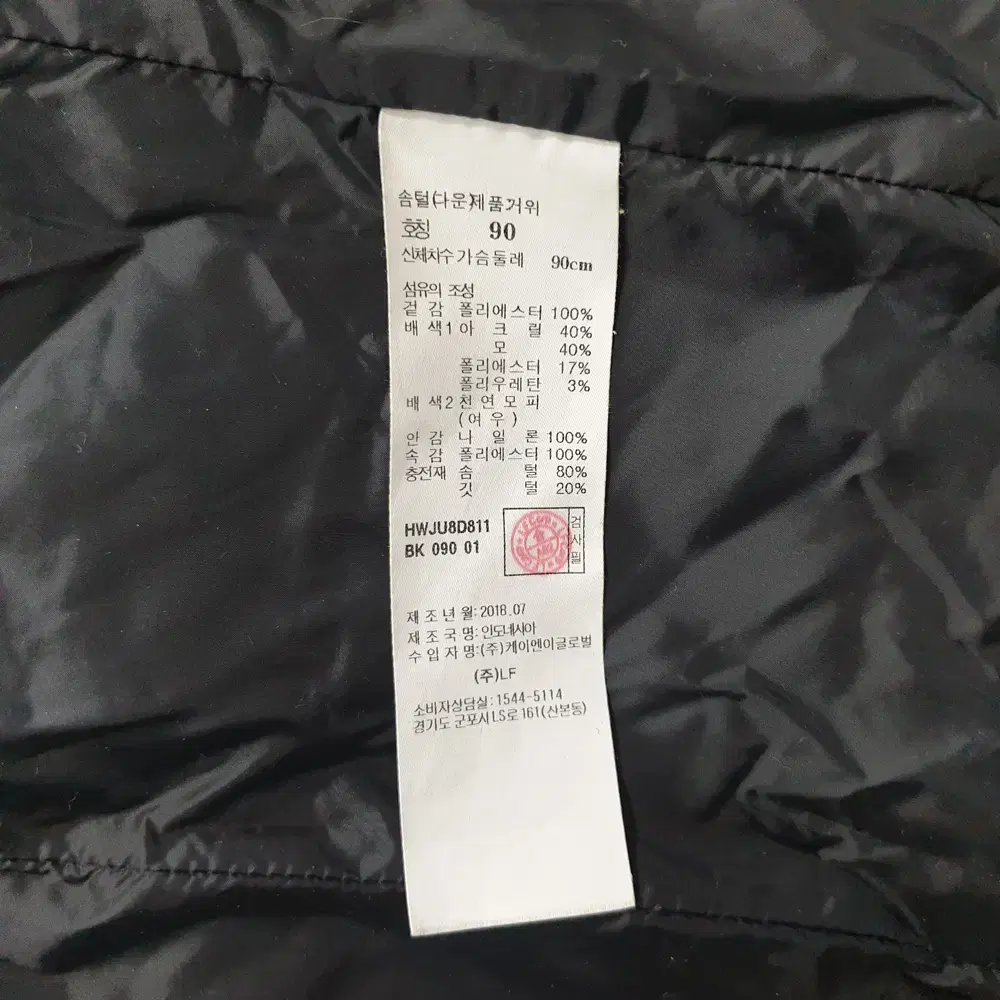 솜털(다운)제품거위
호칭 90
신체치수 가슴둘레 90cm
섬유의 조성
겉 감 폴리에스터 100%
배 색1 아 크 릴 40%
모 40%
폴리에스터 17%
폴리우레탄 3%
배 색2 천 연 모 피
(여 우)
안 감 나 일 론 100%
속 감 폴리에스터 100%
충전재 솜 털 80%
깃 털 20%
HWJU8D811
BK 090 01
검사필
제 조 년 월: 2018.07
제 조 국 명: 인도네시아
수 입 자 명:(주)케이엔이글로벌
(주)LF
소비자상담실: 1544-5114
경기도 군포시 LS로 161(산본동)